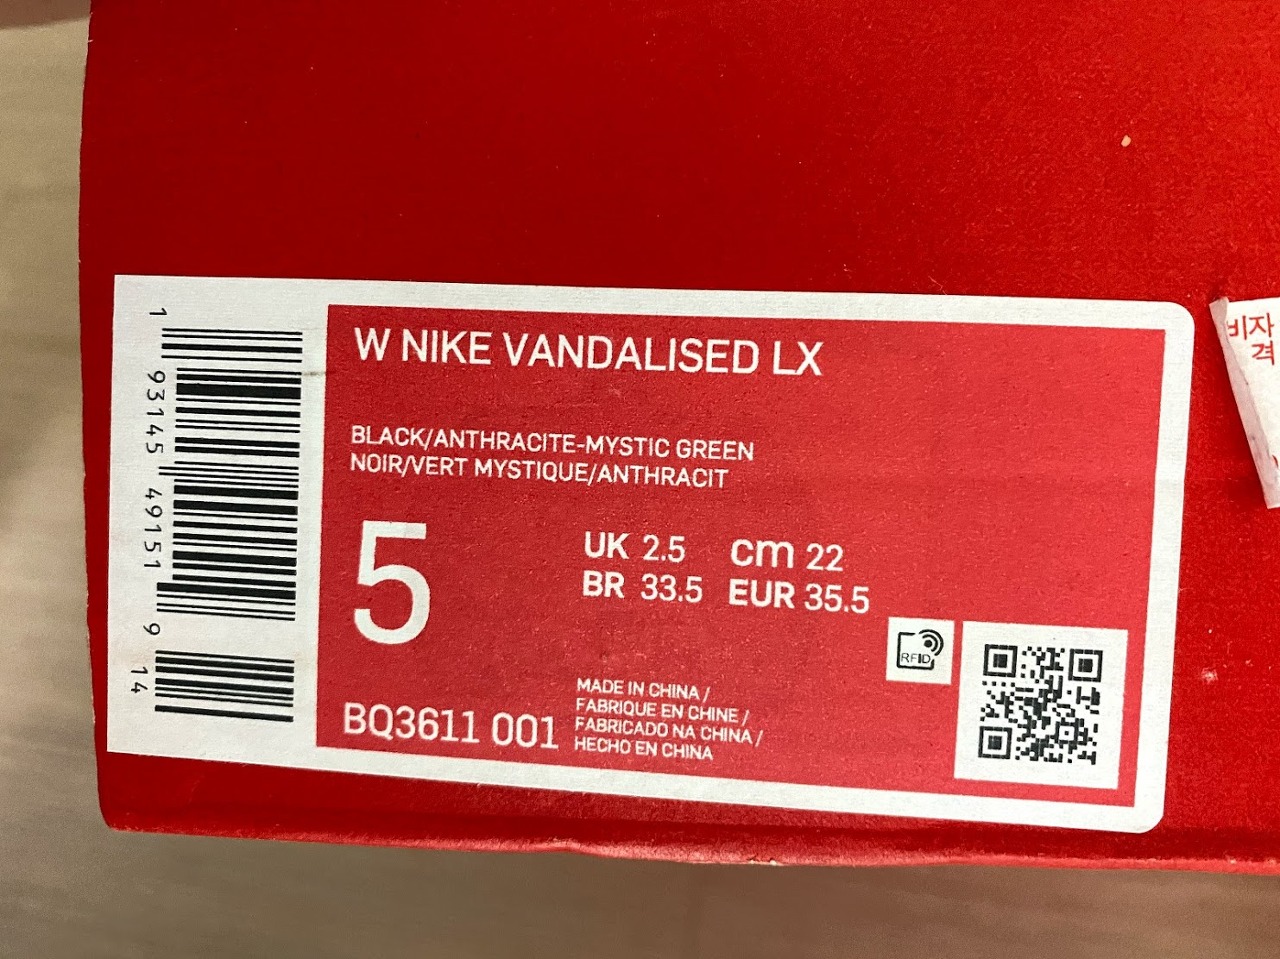 W NIKE VANDALISED LX
BLACK/ANTHRACITE-MYSTIC GREEN
NOIR/VERT MYSTIQUE/ANTHRACIT
5
UK 2.5 cm 22
BR 33.5 EUR 35.5
RFID
BQ3611 001
MADE IN CHINA /
FABRIQUE EN CHINE /
FABRICADO NA CHINA /
HECHO EN CHINA
1 93145 49151 9
14
비자
격